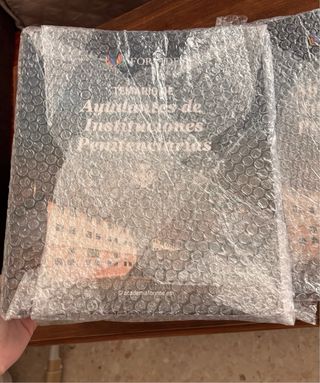 TEMARIO DE
Ayudantes de
Instituciones
Penitenciarias